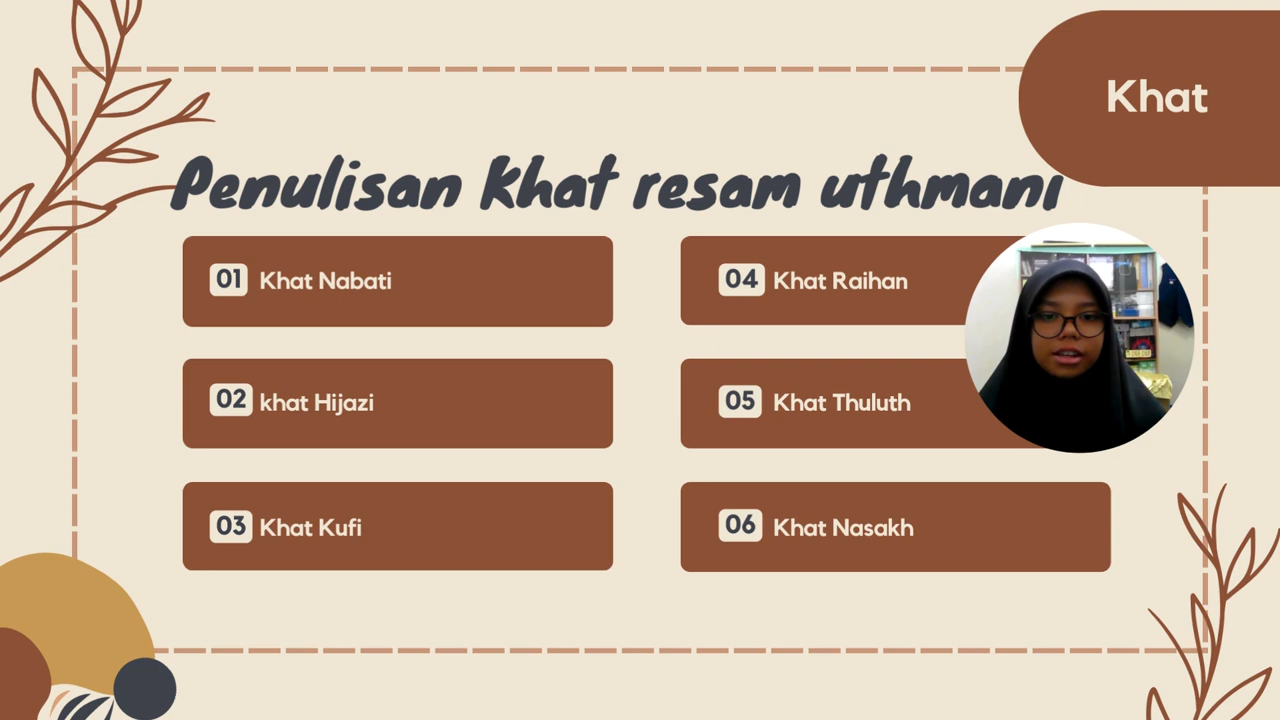 Khat
Penulisan Khat resam uthmani
01 Khat Nabati
02 khat Hijazi
03 Khat Kufi
04 Khat Raihan
05 Khat Thuluth
06 Khat Nasakh